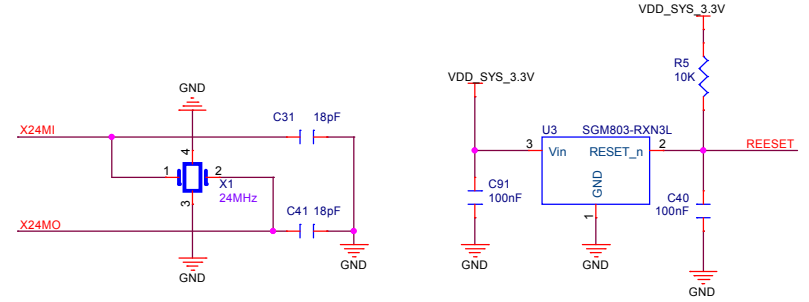 VDD_SYS_3.3V
GND
C31 18pF
X24MI
4
1
2
X1
24MHz
3
X24MO
C41 18pF
GND
GND
VDD_SYS_3.3V
R5
10K
U3
SGM803-RXN3L
3
Vin
RESET_n
2
REESET
GND
1
C91
100nF
C40
100nF
GND
GND
GND